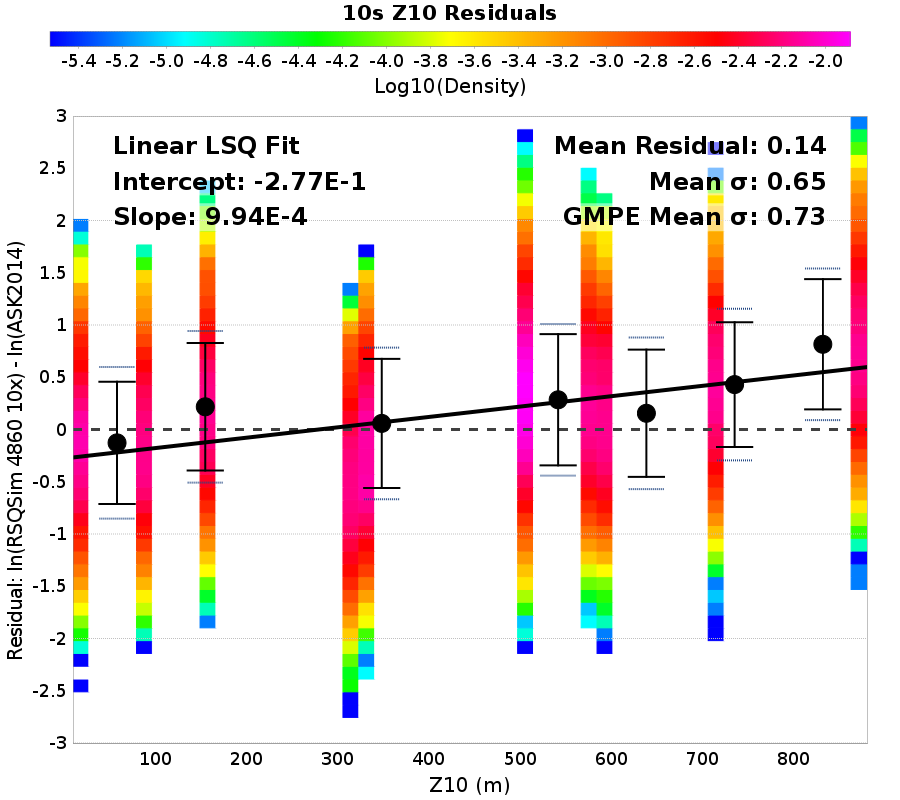 10s Z10 Residuals
-5.4 -5.2 -5.0 -4.8 -4.6 -4.4 -4.2 -4.0 -3.8 -3.6 -3.4 -3.2 -3.0 -2.8 -2.6 -2.4 -2.2 -2.0
Log10(Density)
Linear LSQ Fit
Intercept: -2.77E-1
Slope: 9.94E-4
Mean Residual: 0.14
Mean σ: 0.65
GMPE Mean σ: 0.73
Residual: ln(RSQSim 4860 10x) - ln(ASK2014)
3
2.5
2
1.5
1
0.5
0
-0.5
-1
-1.5
-2
-2.5
-3
100 200 300 400 500 600 700 800
Z10 (m)